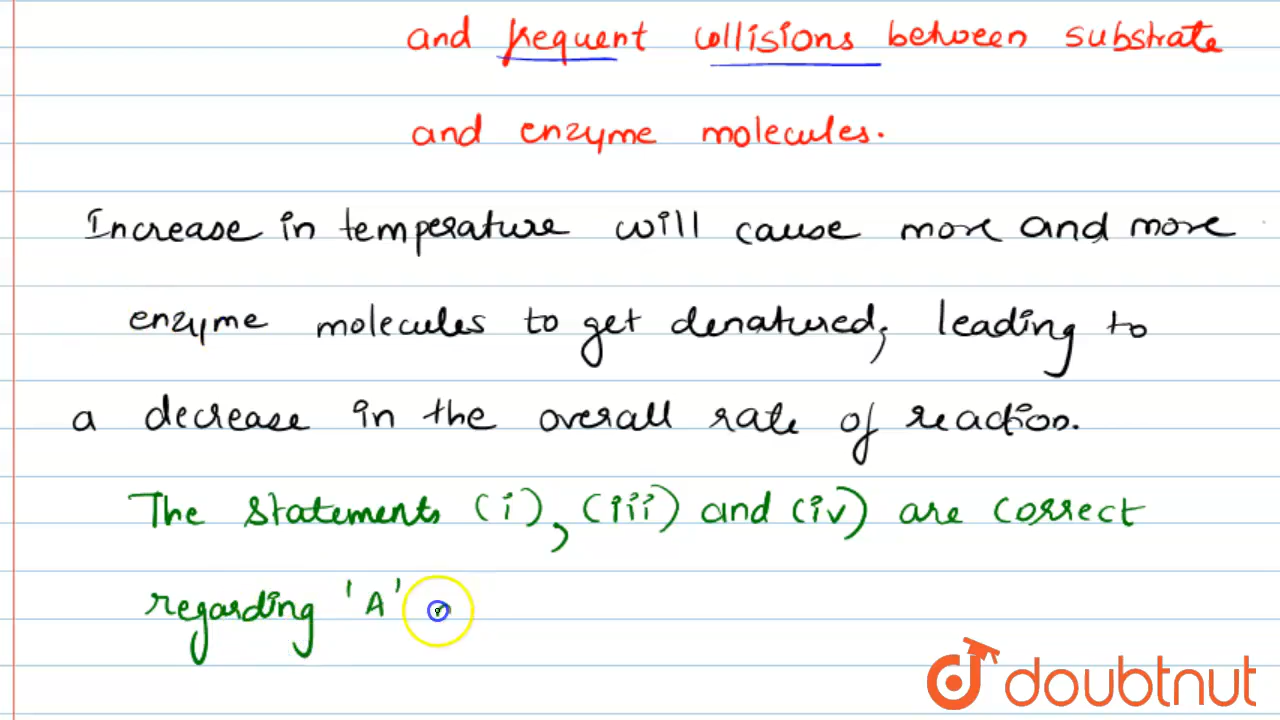 and frequent collisions between substrate
and enzyme molecules.
Increase in temperature will cause more and more
enzyme molecules to get denatured, leading to
a decrease in the overall rate of reaction.
The statements (i), (iii) and (iv) are correct
regarding 'A'
doubtnut